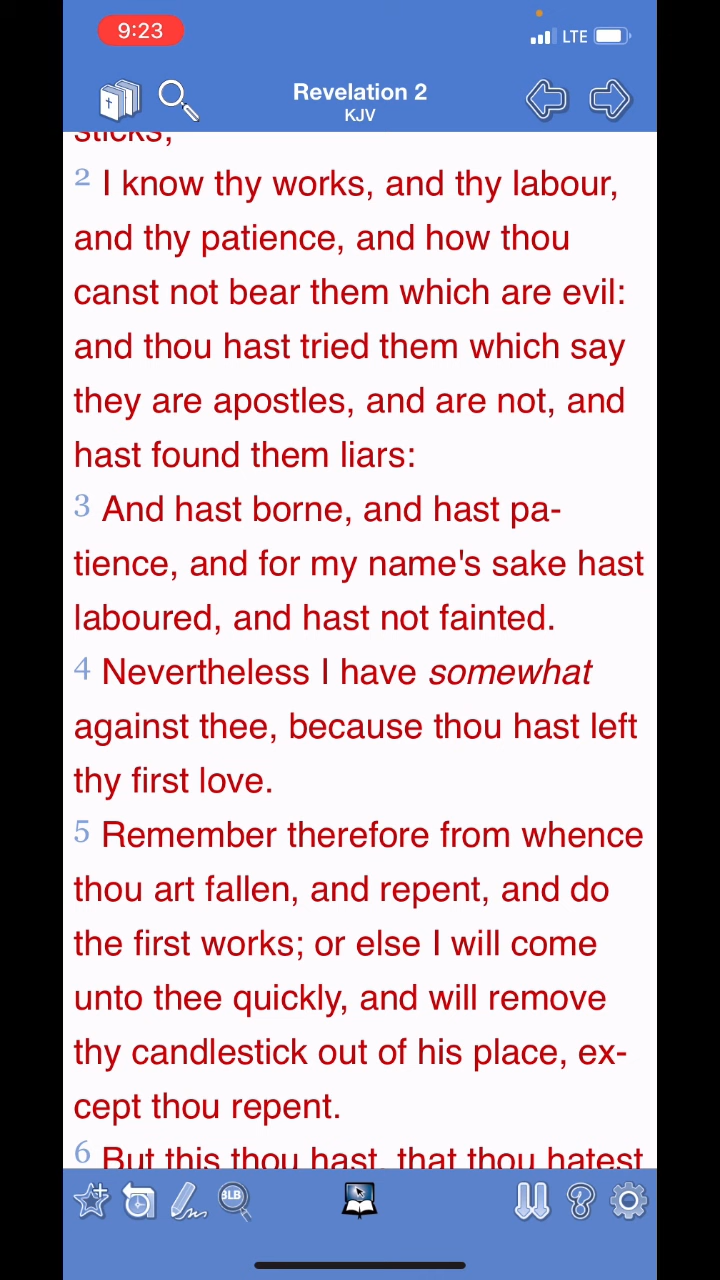 9:23
LTE
Revelation 2
KJV
sticks;
2 I know thy works, and thy labour,
and thy patience, and how thou
canst not bear them which are evil:
and thou hast tried them which say
they are apostles, and are not, and
hast found them liars:
3 And hast borne, and hast pa-
tience, and for my name's sake hast
laboured, and hast not fainted.
4 Nevertheless I have somewhat
against thee, because thou hast left
thy first love.
5 Remember therefore from whence
thou art fallen, and repent, and do
the first works; or else I will come
unto thee quickly, and will remove
thy candlestick out of his place, ex-
cept thou repent.
6 But this thou hast, that thou hatest
BLB